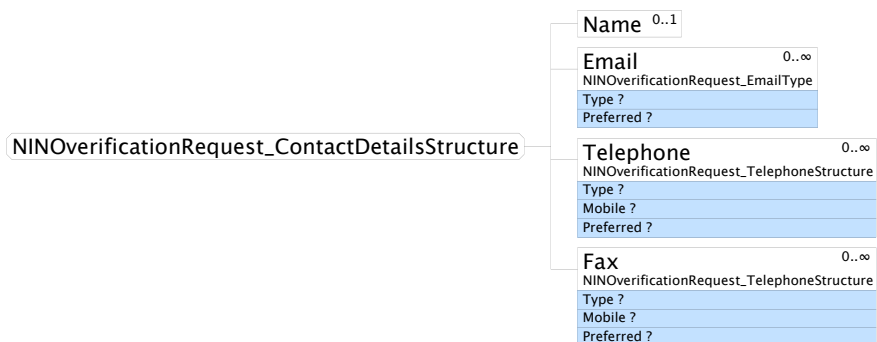 Name 0..1
Email 0..∞
NINOverificationRequest_EmailType
Type ?
Preferred ?
NINOverificationRequest_ContactDetailsStructure
Telephone 0..∞
NINOverificationRequest_TelephoneStructure
Type ?
Mobile ?
Preferred ?
Fax 0..∞
NINOverificationRequest_TelephoneStructure
Type ?
Mobile ?
Preferred ?